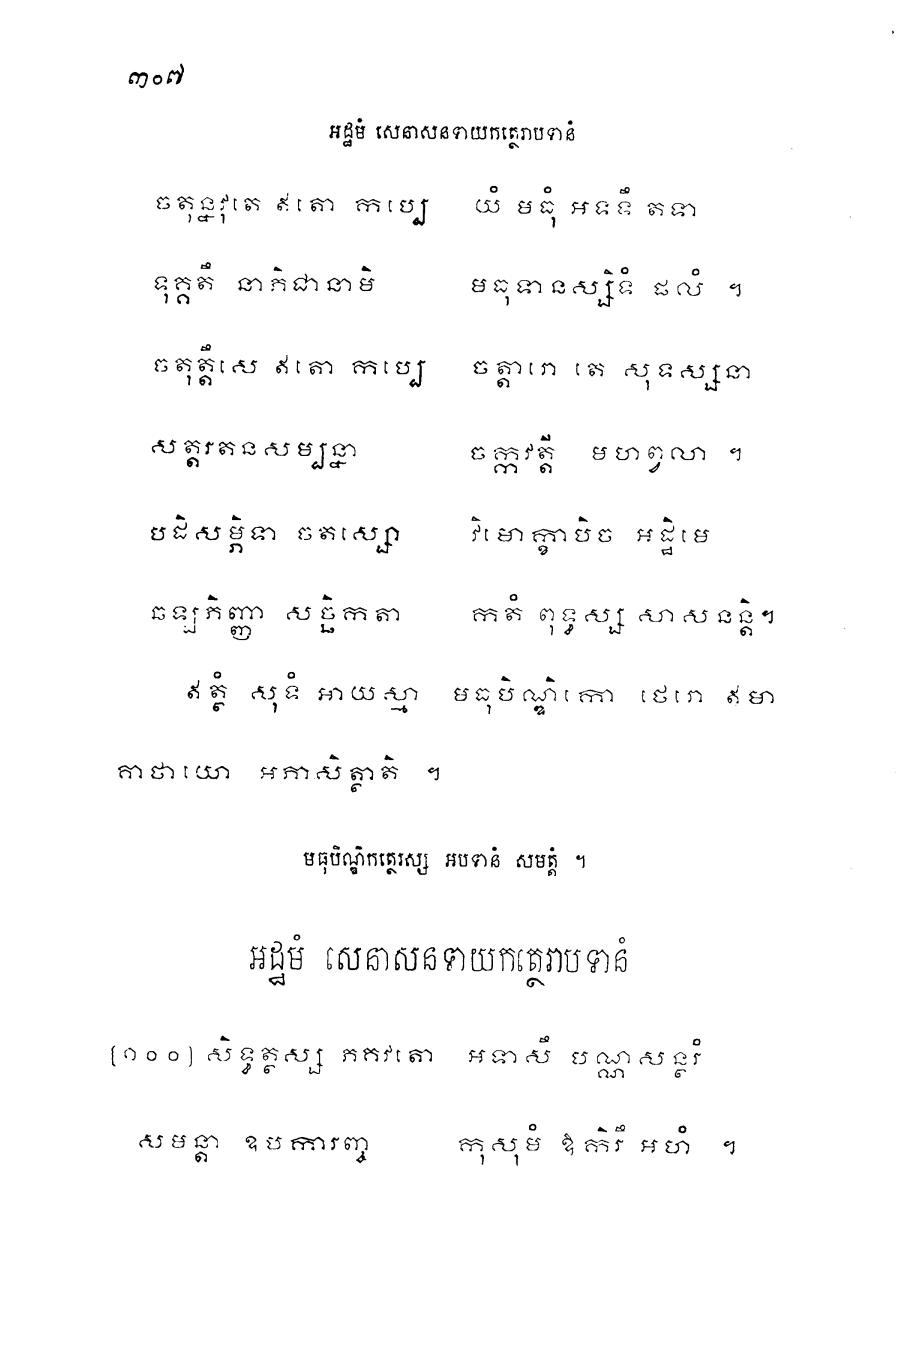 ៣០៧
អដ្ឋមំ សេនាសនទាយកត្ថេរាបទានំ
ចតុន្នវុតេ ឥតោ កប្បេ យំ មធុំ អទទឹ តទា
ទុគ្គតឹ នាភិជានាមិ មធុទានស្សិទំ ផលំ ។
ចតុត្តឹសេ ឥតោ កប្បេ ចត្តារោ តេ សុទស្សនា
សត្តរតនសម្បន្នា ចក្កវត្តី មហព្វលា ។
បដិសម្ភិទា ចតស្សោ វិមោក្ខាបិច អដ្ឋិមេ
ឆឡ្យភិញ្ញា សច្ឆិកតា កតំ ពុទ្ធស្ស សាសនន្តិ។
ឥត្ថំ សុទំ អាយស្មា មធុបិណ្ឌិកោ ថេរោ ឥមា
គាថាយោ អភាសិត្ថាតិ ។
មធុបិណ្ឌិកត្ថេរស្ស អបទានំ សមត្តំ ។
អដ្ឋមំ សេនាសនទាយកត្ថេរាបទានំ
(១០០) សិទ្ធត្ថស្ស ភគវតោ អទាសឹ បណ្ណសន្ថរំ
សមន្តា ឧបការញ្ច កុសុមំ ឱកិរឹ អហំ ។